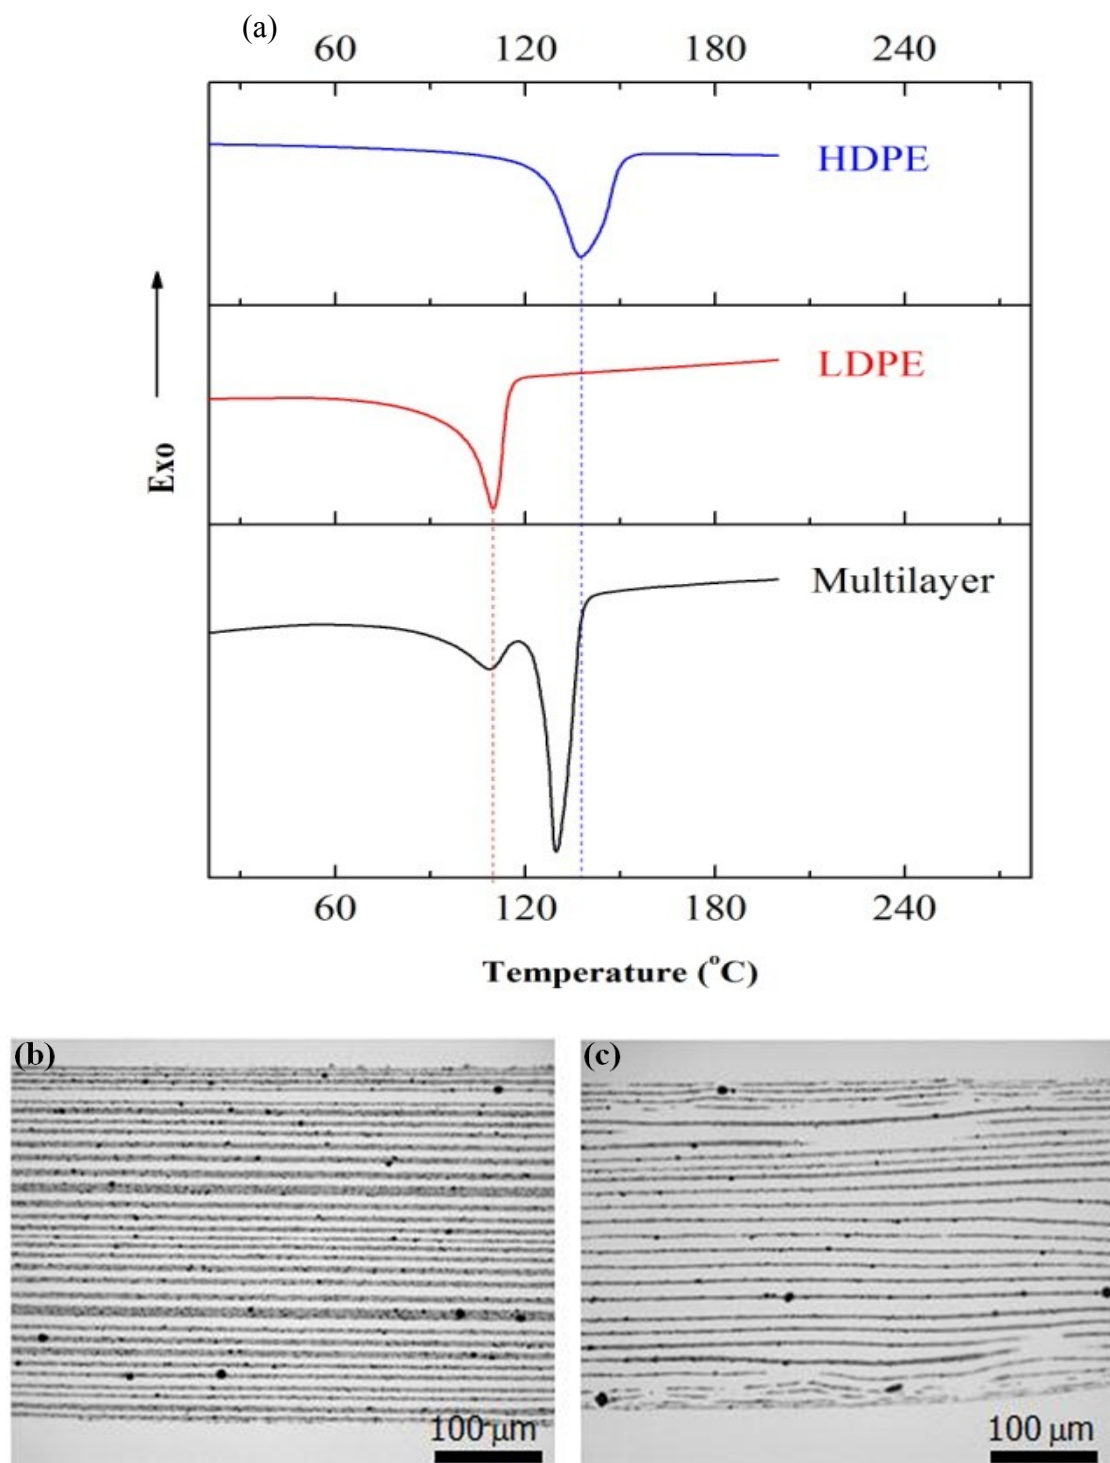 (a)
60 120 180 240
HDPE
LDPE
Exo
Multilayer
60 120 180 240
Temperature (°C)
(b) (c)
100 µm 100 µm